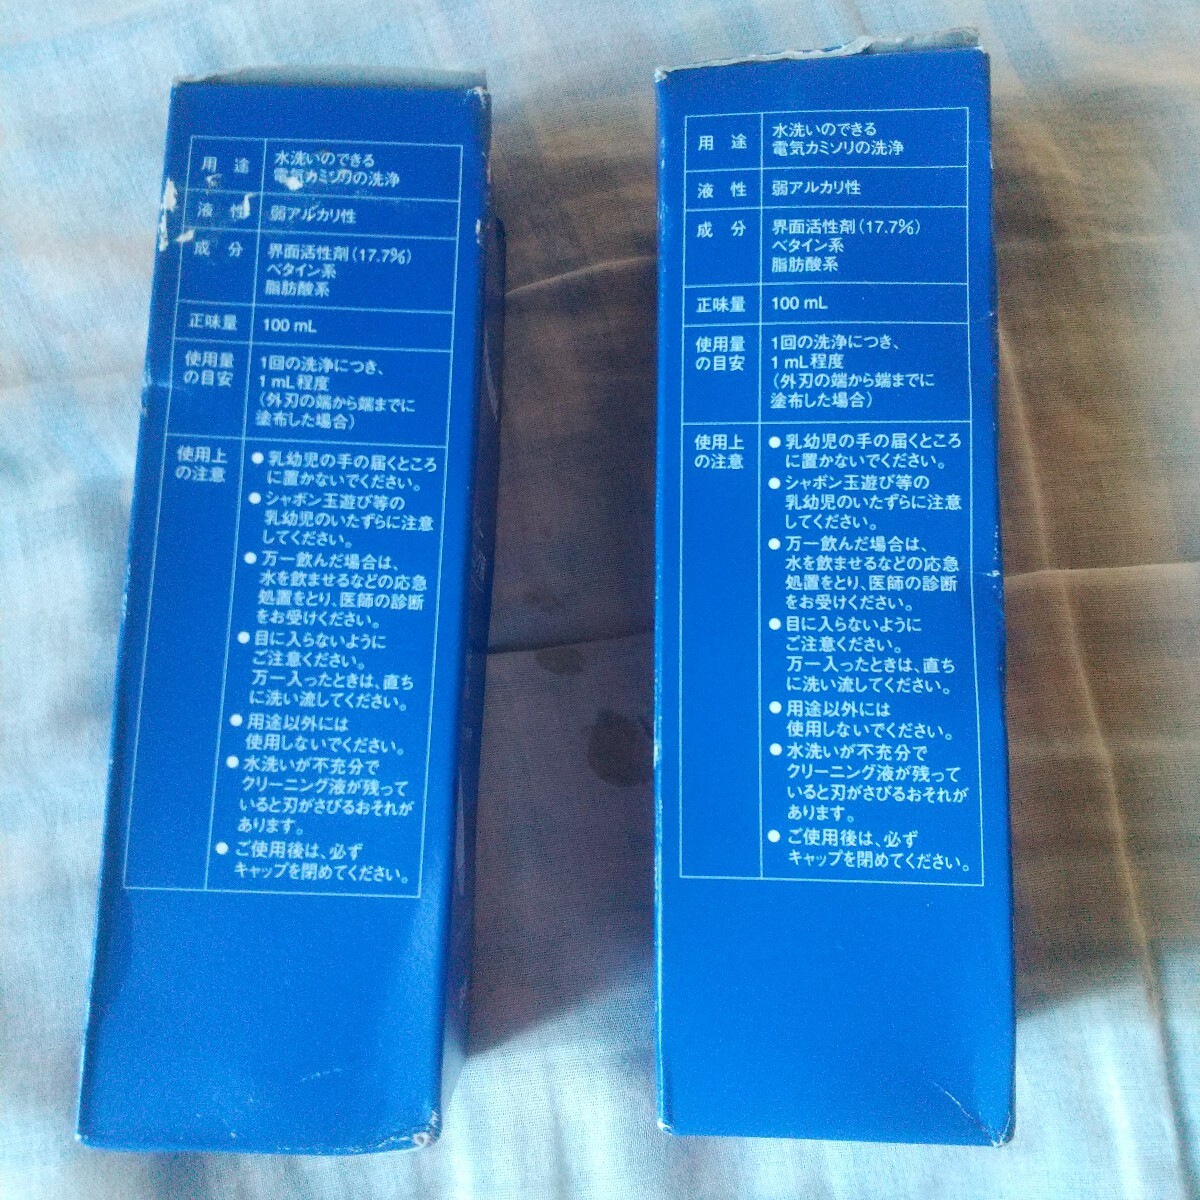 用途
水洗いのできる
電気カミソリの洗浄
液性
弱アルカリ性
成分
界面活性剤(17.7%)
ベタイン系
脂肪酸系
正味量
100 mL
使用量
の目安
1回の洗浄につき、
1 mL程度
(外刃の端から端までに
塗布した場合)
使用上
の注意
●乳幼児の手の届くところ
に置かないでください。
●シャボン玉遊び等の
乳幼児のいたずらに注意
してください。
●万一飲んだ場合は、
水を飲ませるなどの応急
処置をとり、医師の診断
をお受けください。
●目に入らないように
ご注意ください。
万一入ったときは、直ち
に洗い流してください。
●用途以外には
使用しないでください。
●水洗いが不充分で
クリーニング液が残って
いると刃がさびるおそれが
あります。
●ご使用後は、必ず
キャップを閉めてください。
用途
水洗いのできる
電気カミソリの洗浄
液性
弱アルカリ性
成分
界面活性剤(17.7%)
ベタイン系
脂肪酸系
正味量
100 mL
使用量
の目安
1回の洗浄につき、
1 mL程度
(外刃の端から端までに
塗布した場合)
使用上
の注意
●乳幼児の手の届くところ
に置かないでください。
●シャボン玉遊び等の
乳幼児のいたずらに注意
してください。
●万一飲んだ場合は、
水を飲ませるなどの応急
処置をとり、医師の診断
をお受けください。
●目に入らないように
ご注意ください。
万一入ったときは、直ち
に洗い流してください。
●用途以外には
使用しないでください。
●水洗いが不充分で
クリーニング液が残って
いると刃がさびるおそれが
あります。
●ご使用後は、必ず
キャップを閉めてください。